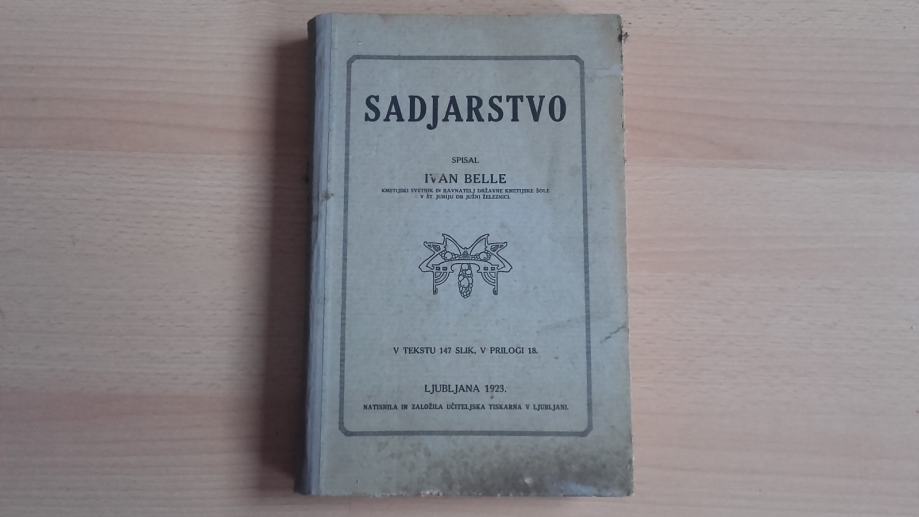 SADJARSTVO
SPISAL
IVAN BELLE
KMETIJSKI SVETNIK IN RAVNATELJ DRŽAVNE KMETIJSKE ŠOLE
V ŠT. JURIJU OB JUŽNI ŽELEZNICI.
V TEKSTU 147 SLIK, V PRILOGI 18.
LJUBLJANA 1923.
NATISNILA IN ZALOŽILA UČITELJSKA TISKARNA V LJUBLJANI.